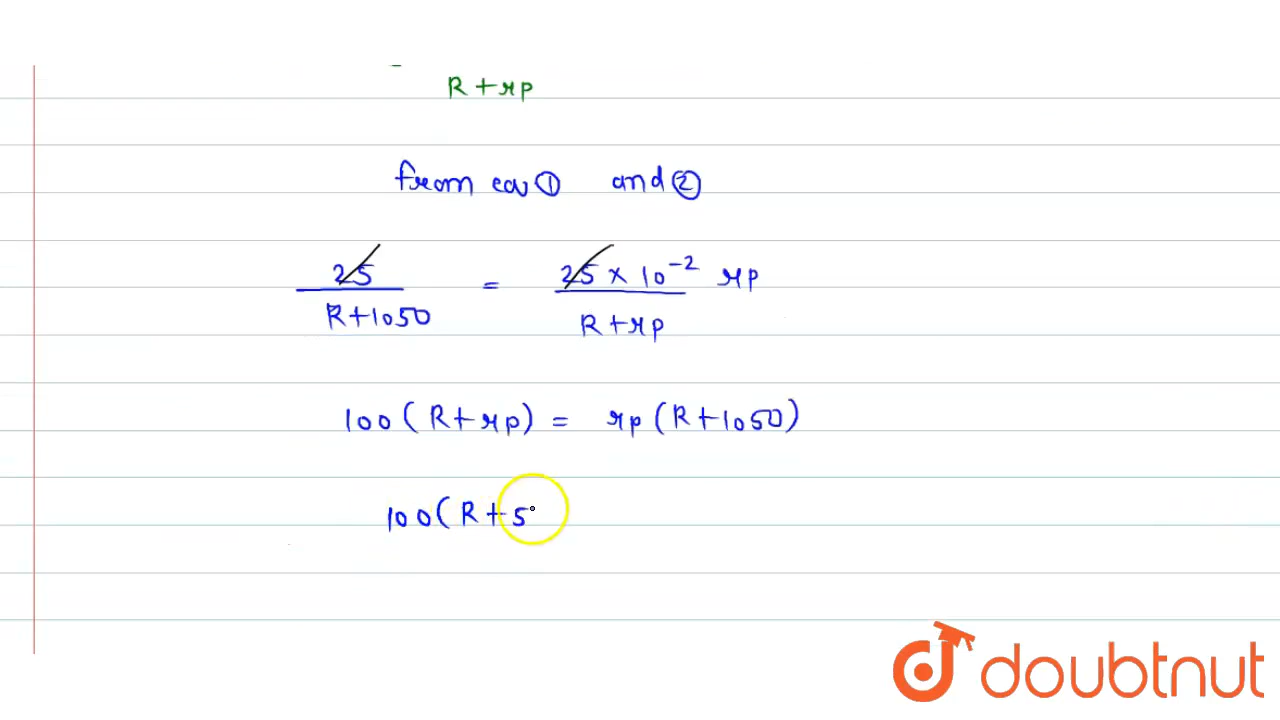 R + rp
from eq ① and ②
25 / R+1050 = 25 × 10⁻² rp / R + rp
100 (R + rp) = rp (R + 1050)
100 (R + 5
doubtnut